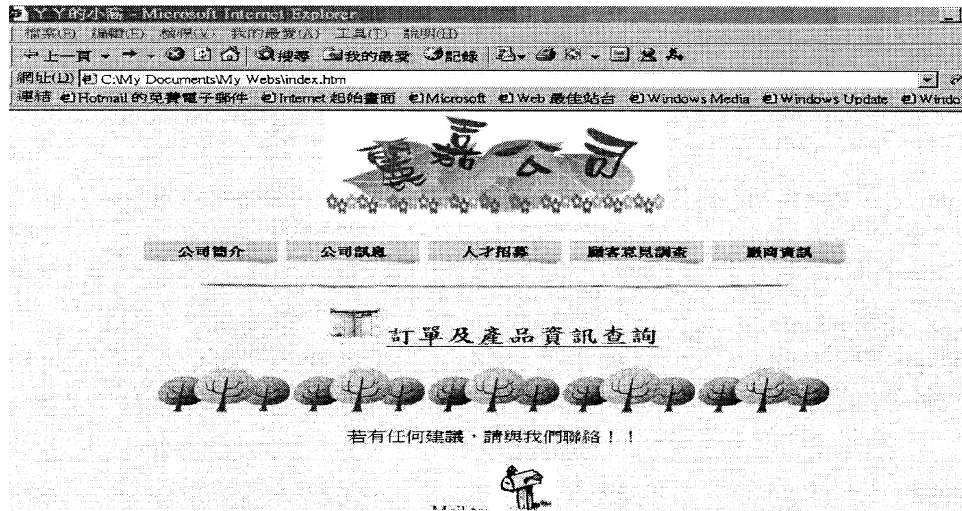 ㄚㄚ的小窩 - Microsoft Internet Explorer
檔案(F) 編輯(E) 檢視(V) 我的最愛(A) 工具(T) 說明(H)
上一頁 搜尋 我的最愛 記錄
網址(D) C:\My Documents\My Webs\index.htm
連結 Hotmail 的免費電子郵件 Internet 起始畫面 Microsoft Web 最佳站台 Windows Media Windows Update Windo
萬嘉公司
公司簡介 公司訊息 人才招募 顧客意見調查 廠商資訊
訂單及產品資訊查詢
若有任何建議,請與我們聯絡!!